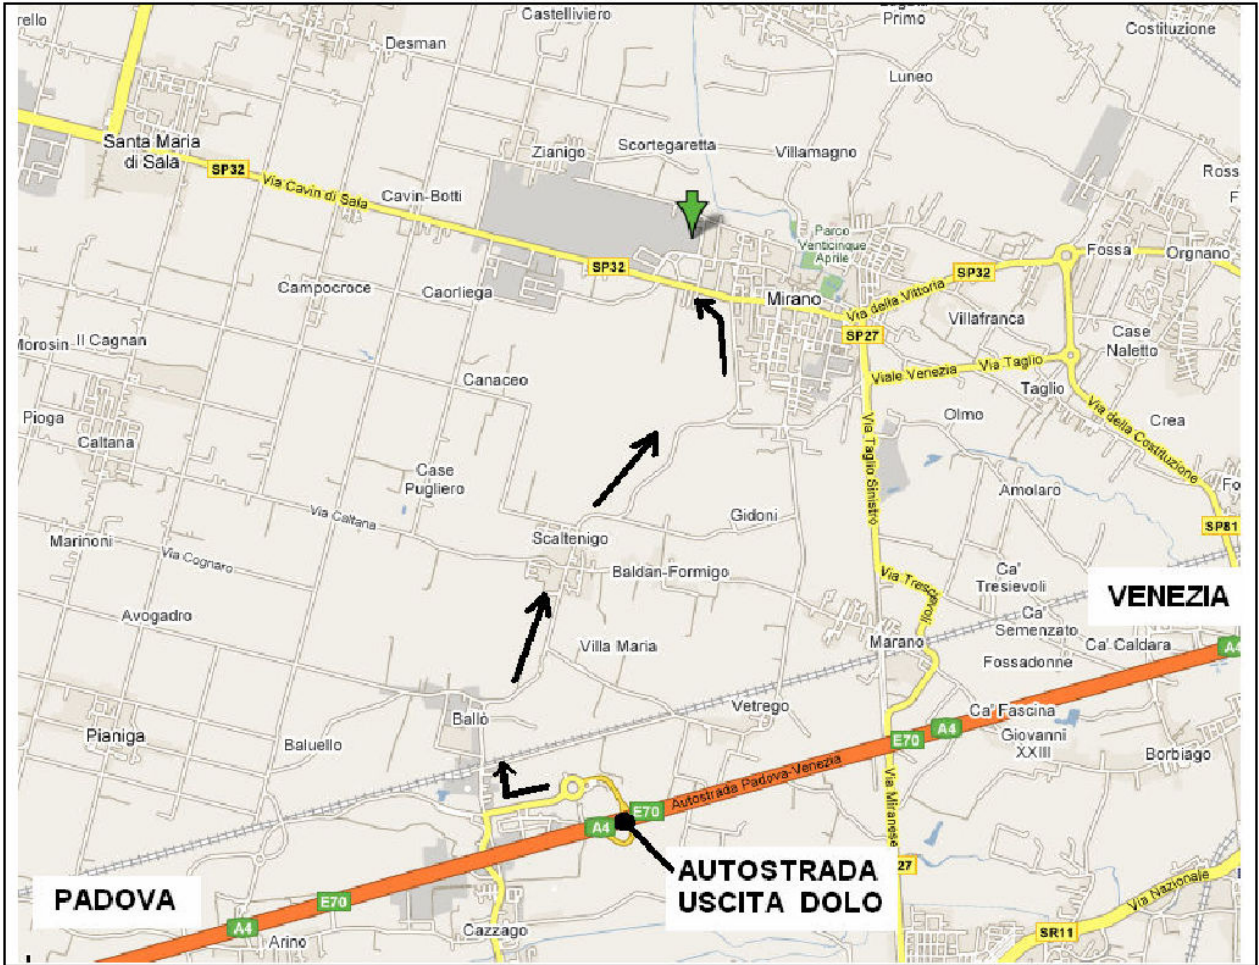 rello
Castelliviero
Primo
Costituzione
Desman
Luneo
Santa Maria
di Sala
Zianigo
Scortegaretta
Villamagno
SP32
Via Cavin di Sala
Cavin-Botti
Ross
F
Parco
Venticinque
Aprile
Fossa
Orgnano
SP32
SP32
Campocroce
Caorliega
Mirano
Via della Vittoria
Villafranca
SP27
Case
Naletto
Morosin
Il Cagnan
Viale Venezia
Via Taglio
Canaceo
Taglio
Pioga
Caltana
Olmo
Crea
Via della Costituzione
Via Taglio Sinistro
Case
Pugliero
Amolaro
Fo
Via Caltana
Gidoni
SP81
Marinoni
Scaltenigo
Via Cognaro
Baldan-Formigo
Ca'
Tresievoli
VENEZIA
Avogadro
Ca'
Semenzato
Villa Maria
Marano
Ca' Caldara
A4
Fossadonne
Ballò
Vetrego
Ca' Fascina
Pianiga
Baluello
E70
A4
Giovanni
XXIII
Borbiago
Autostrada Padova-Venezia
Via Miranese
E70
A4
AUTOSTRADA
USCITA DOLO
27
PADOVA
E70
Via Nazionale
A4
Arino
Cazzago
SR11